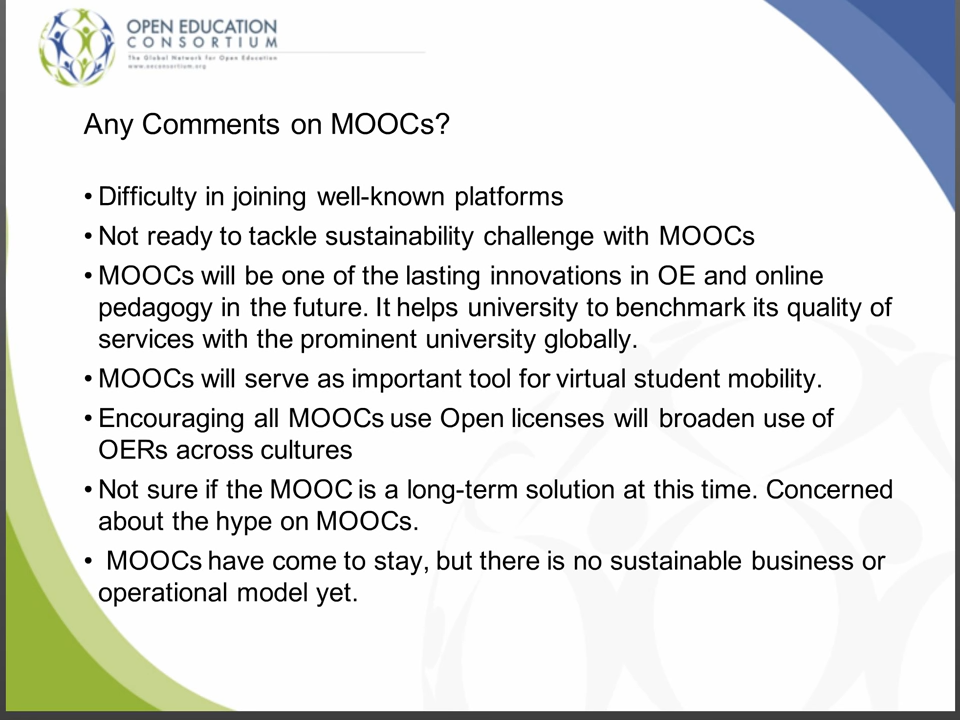 OPEN EDUCATION
CONSORTIUM
The Global Network for Open Education
www.oeconsortium.org
Any Comments on MOOCs?
• Difficulty in joining well-known platforms
• Not ready to tackle sustainability challenge with MOOCs
• MOOCs will be one of the lasting innovations in OE and online
pedagogy in the future. It helps university to benchmark its quality of
services with the prominent university globally.
• MOOCs will serve as important tool for virtual student mobility.
• Encouraging all MOOCs use Open licenses will broaden use of
OERs across cultures
• Not sure if the MOOC is a long-term solution at this time. Concerned
about the hype on MOOCs.
• MOOCs have come to stay, but there is no sustainable business or
operational model yet.